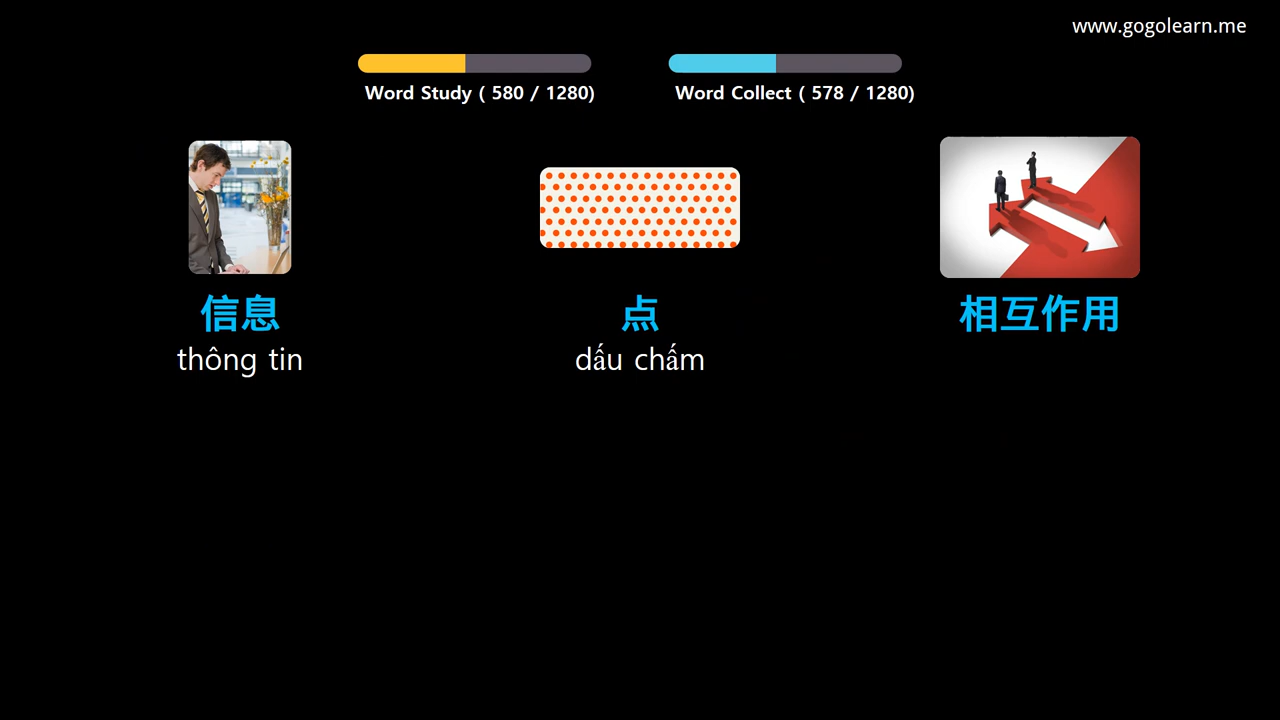 www.gogolearn.me
Word Study ( 580 / 1280)
Word Collect ( 578 / 1280)
信息
点
相互作用
thông tin
dấu chấm